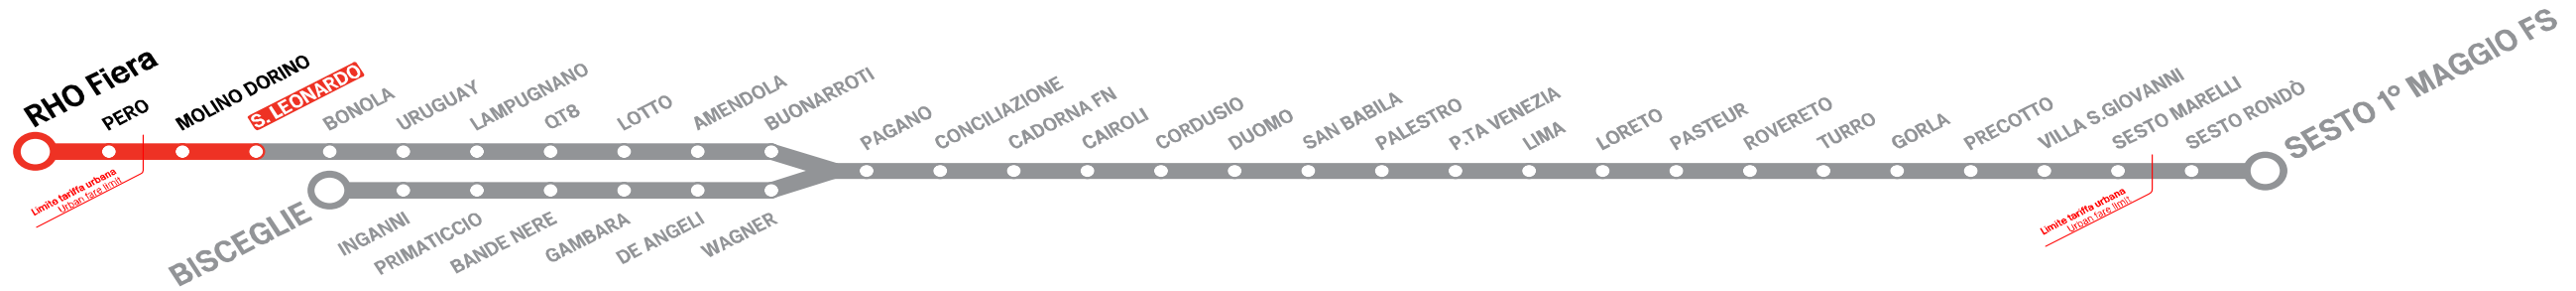 RHO Fiera
PERO
MOLINO DORINO
S. LEONARDO
BONOLA
URUGUAY
LAMPUGNANO
QT8
LOTTO
AMENDOLA
BUONARROTI
PAGANO
CONCILIAZIONE
CADORNA FN
CAIROLI
CORDUSIO
DUOMO
SAN BABILA
PALESTRO
P.TA VENEZIA
LIMA
LORETO
PASTEUR
ROVERETO
TURRO
GORLA
PRECOTTO
VILLA S.GIOVANNI
SESTO MARELLI
SESTO RONDÒ
SESTO 1° MAGGIO FS
Limite tariffa urbana
Urban fare limit
BISCEGLIE
INGANNI
PRIMATICCIO
BANDE NERE
GAMBARA
DE ANGELI
WAGNER
Limite tariffa urbana
Urban fare limit